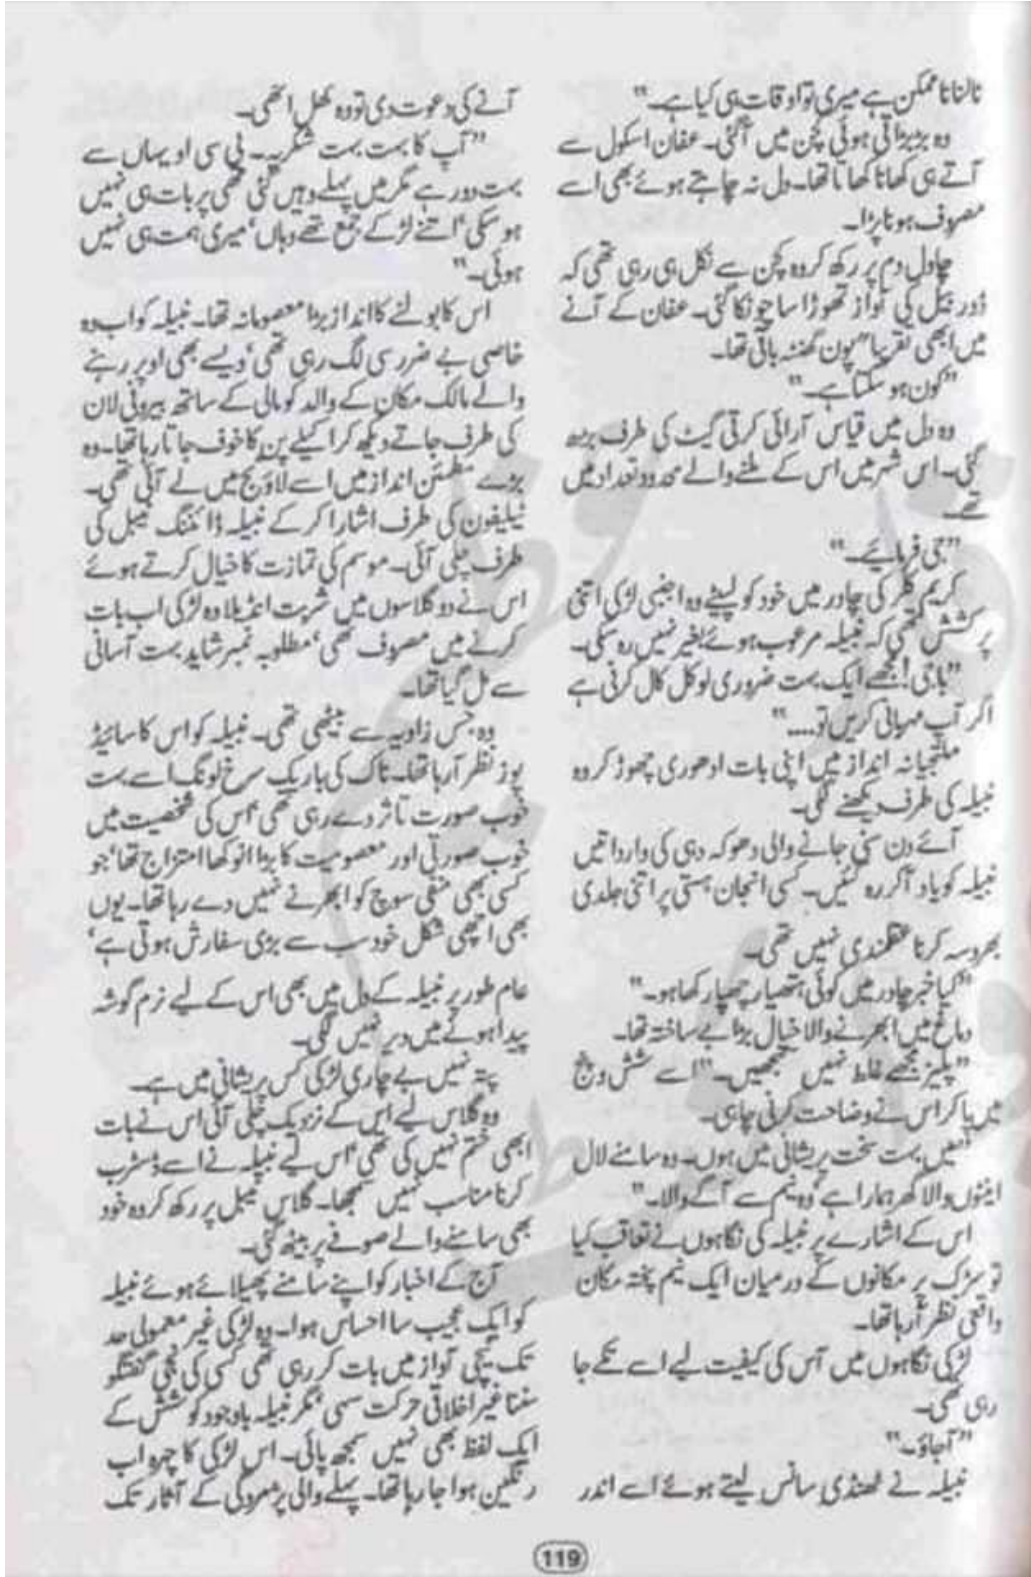 ٹالنا ناممکن ہے میری تو اوقات ہی کیا ہے۔"
وہ بڑبڑاتی ہوئی کچن میں آگئی۔ عفان اسکول سے
آتے ہی کھانا کھاتا تھا۔ دل نہ چاہتے ہوئے بھی اسے
مصروف ہونا پڑا۔
چاول دم پر رکھ کر وہ کچن سے نکل ہی رہی تھی کہ
ڈور بیل کی آواز تھوڑا سا چونکا گئی۔ عفان کے آنے
میں ابھی تقریبا" پون گھنٹہ باقی تھا۔
"کون ہو سکتا ہے۔"
وہ دل میں قیاس آرائی کرتی گیٹ کی طرف بڑھ
گئی۔ اس شہر میں اس کے ملنے والے محدود تعداد میں
تھے۔
"جی فرمائیے۔"
کریم کلر کی چادر میں خود کو لپیٹے وہ اجنبی لڑکی اتنی
پر کشش تھی کہ نبیلہ مرعوب ہوئے بغیر نہیں رہ سکی۔
"باجی! مجھے ایک بہت ضروری لوکل کال کرنی ہے
اگر آپ مہربانی کریں تو...."
ملتجیانہ انداز میں اپنی بات ادھوری چھوڑ کر وہ
نبیلہ کی طرف دیکھنے لگی۔
آئے دن سنی جانے والی دھوکہ دہی کی وارداتیں
نبیلہ کو یاد آکر رہ گئیں۔ کسی انجان ہستی پر اتنی جلدی
بھروسہ کرنا عقلمندی نہیں تھی۔
"کیا خبر چادر میں کوئی ہتھیار چھپا رکھا ہو۔"
دماغ میں ابھرنے والا خیال بڑا بے ساختہ تھا۔
"پلیز مجھے غلط نہیں سمجھیں۔" اسے شش و پنج
میں پا کر اس نے وضاحت کرنی چاہی۔
"میں بہت سخت پریشانی میں ہوں۔ وہ سامنے لال
اینٹوں والا گھر ہمارا ہے 'وہ نیم سے آگے والا۔"
اس کے اشارے پر نبیلہ کی نگاہوں نے تعاقب کیا
تو سڑک پر مکانوں کے درمیان ایک نیم پختہ مکان
واقعی نظر آرہا تھا۔
لڑکی نگاہوں میں آس کی کیفیت لیے اسے تکے جا
رہی تھی۔
"آجاؤ۔"
نبیلہ نے ٹھنڈی سانس لیتے ہوئے اسے اندر
آنے کی دعوت دی تو وہ کھل اٹھی۔
"آپ کا بہت بہت شکریہ۔ پی سی او یہاں سے
بہت دور ہے مگر میں پہلے وہیں گئی تھی پر بات ہی نہیں
ہو سکی 'اتنے لڑکے جمع تھے وہاں' میری ہمت ہی نہیں
ہوئی۔"
اس کا بولنے کا انداز بڑا معصومانہ تھا۔ نبیلہ کو اب وہ
خاصی بے ضرر سی لگ رہی تھی 'ویسے بھی اوپر رہنے
والے مالک مکان کے والد کو مالی کے ساتھ بیرونی لان
کی طرف جاتے دیکھ کر اکیلے پن کا خوف جاتا رہا تھا۔ وہ
بڑے مطمئن انداز میں اسے لاؤنج میں لے آئی تھی۔
ٹیلیفون کی طرف اشارا کر کے نبیلہ ڈائننگ ٹیبل کی
طرف چلی آئی۔ موسم کی تمازت کا خیال کرتے ہوئے
اس نے دو گلاسوں میں شربت انڈیلا وہ لڑکی اب بات
کرنے میں مصروف تھی 'مطلوبہ نمبر شاید بہت آسانی
سے مل گیا تھا۔
وہ جس زاویہ سے بیٹھی تھی۔ نبیلہ کو اس کا سائیڈ
پوز نظر آرہا تھا۔ ناک کی باریک سرخ لونگ اسے بہت
خوب صورت تاثر دے رہی تھی 'اس کی شخصیت میں
خوب صورتی اور معصومیت کا بڑا انوکھا امتزاج تھا 'جو
کسی بھی منفی سوچ کو ابھرنے نہیں دے رہا تھا۔ یوں
بھی اچھی شکل خود سب سے بڑی سفارش ہوتی ہے'
عام طور پر نبیلہ کے دل میں بھی اس کے لیے نرم گوشہ
پیدا ہونے میں دیر نہیں لگی۔
پتہ نہیں بے چاری لڑکی کس پریشانی میں ہے۔
وہ گلاس لیے اس کے نزدیک چلی آئی اس نے بات
ابھی ختم نہیں کی تھی 'اس لیے نبیلہ نے اسے ڈسٹرب
کرنا مناسب نہیں سمجھا۔ گلاس ٹیبل پر رکھ کر وہ خود
بھی سامنے والے صوفے پر بیٹھ گئی۔
آج کے اخبار کو اپنے سامنے پھیلائے ہوئے نبیلہ
کو ایک عجیب سا احساس ہوا۔ وہ لڑکی غیر معمولی حد
تک نیچی آواز میں بات کر رہی تھی کسی کی نجی گفتگو
سننا غیر اخلاقی حرکت سہی 'مگر نبیلہ باوجود کوشش کے
ایک لفظ بھی نہیں سمجھ پائی۔ اس لڑکی کا چہرہ اب
رنگین ہوا جا رہا تھا۔ پہلے والی پژمردگی کے آثار تک
119